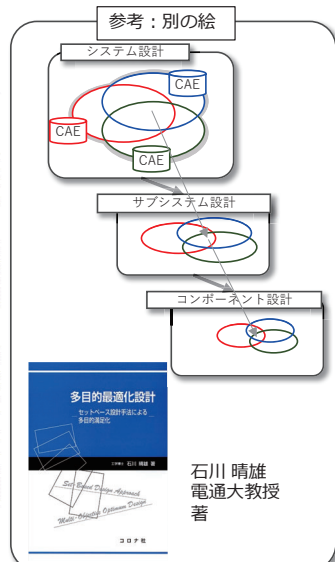 参考：別の絵
システム設計
CAE
CAE
CAE
サブシステム設計
コンポーネント設計
多目的最適化設計
セットベース設計手法による
多目的満足化
工学博士 石川 晴雄 著
Set-Based Design Approach
Multi-Objective Optimum Design
コロナ社
石川 晴雄
電通大教授
著